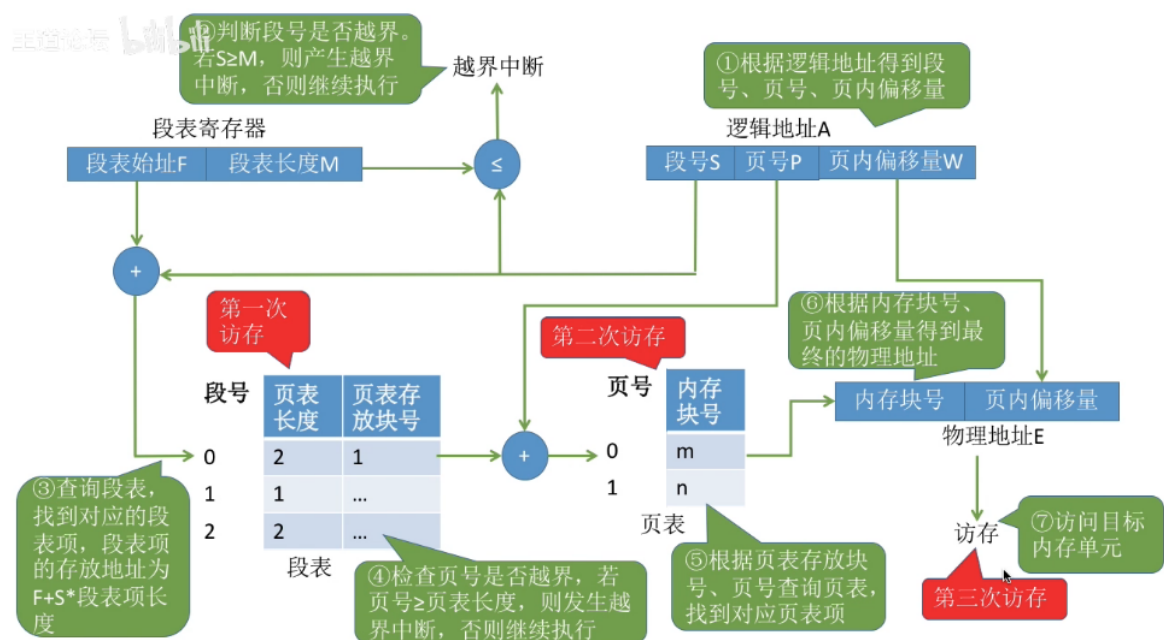 王道论坛 bilibili
②判断段号是否越界。
若S≥M，则产生越界
中断，否则继续执行
越界中断
①根据逻辑地址得到段
号、页号、页内偏移量
段表寄存器
逻辑地址A
段表始址F
段表长度M
≤
段号S
页号P
页内偏移量W
+
第一次
访存
第二次访存
⑥根据内存块号、
页内偏移量得到最
终的物理地址
段号
页表
长度
页表存
放块号
页号
内存
块号
内存块号
页内偏移量
物理地址E
0
2
1
+
0
m
1
1
...
1
n
2
2
...
段表
页表
③查询段表，
找到对应的段
表项，段表项
的存放地址为
F+S*段表项长
度
④检查页号是否越界，若
页号≥页表长度，则发生越
界中断，否则继续执行
⑤根据页表存放块
号、页号查询页表，
找到对应页表项
访存
⑦访问目标
内存单元
第三次访存